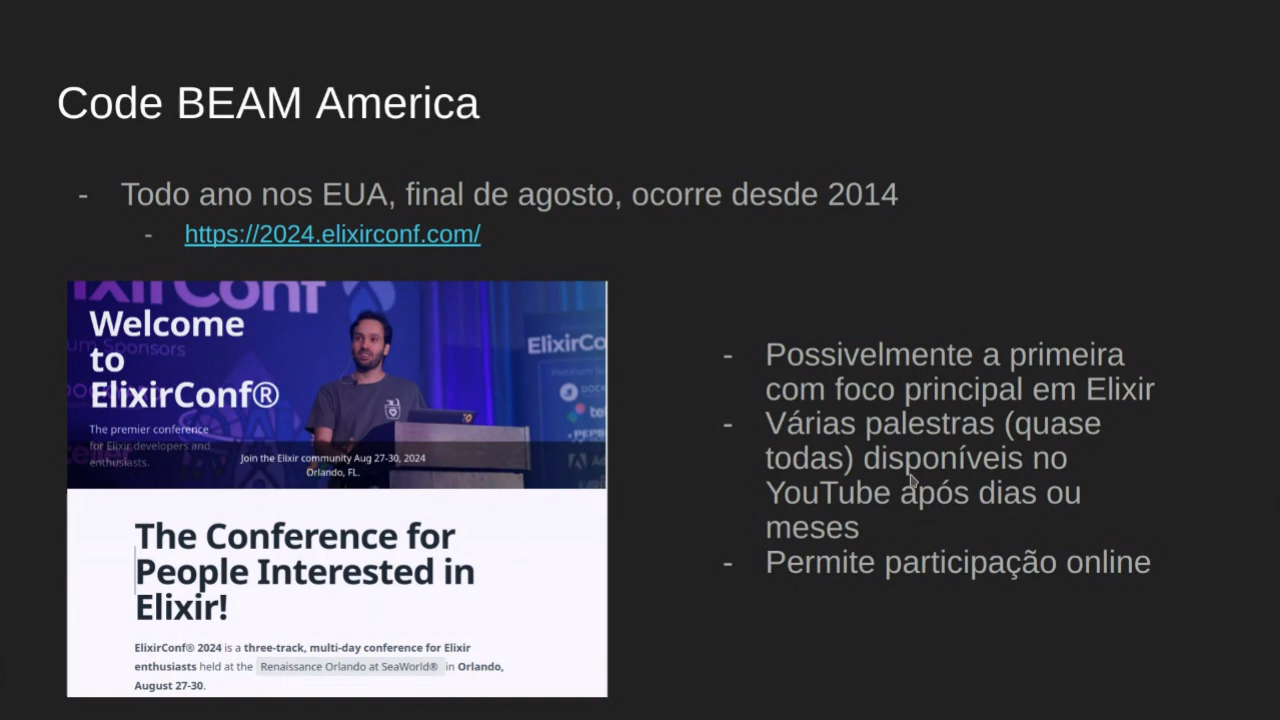 Code BEAM America
- Todo ano nos EUA, final de agosto, ocorre desde 2014
- https://2024.elixirconf.com/
ElixirConf
Welcome
to
ElixirConf®
The premier conference
for Elixir developers and
enthusiasts.
Sponsors
ElixirCo
Join the Elixir community Aug 27-30, 2024
Orlando, FL.
The Conference for
People Interested in
Elixir!
ElixirConf® 2024 is a three-track, multi-day conference for Elixir
enthusiasts held at the Renaissance Orlando at SeaWorld® in Orlando,
August 27-30.
- Possivelmente a primeira
com foco principal em Elixir
- Várias palestras (quase
todas) disponíveis no
YouTube após dias ou
meses
- Permite participação online